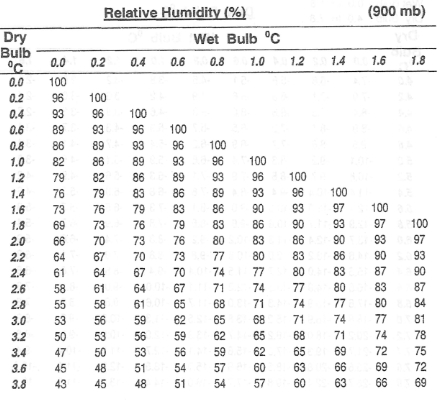 Relative Humidity (%) (900 mb)
Dry Bulb °C Wet Bulb °C
0.0 0.2 0.4 0.6 0.8 1.0 1.2 1.4 1.6 1.8
0.0 100
0.2 96 100
0.4 93 96 100
0.6 89 93 96 100
0.8 86 89 93 96 100
1.0 82 86 89 93 96 100
1.2 79 82 86 89 93 96 100
1.4 76 79 83 86 89 93 96 100
1.6 73 76 79 83 86 90 93 97 100
1.8 69 73 76 79 83 86 90 93 97 100
2.0 66 70 73 76 80 83 86 90 93 97
2.2 64 67 70 73 77 80 83 86 90 93
2.4 61 64 67 70 74 77 80 83 87 90
2.6 58 61 64 67 71 74 77 80 83 87
2.8 55 58 61 65 68 71 74 77 80 84
3.0 53 56 59 62 65 68 71 74 77 81
3.2 50 53 56 59 62 65 68 71 74 78
3.4 47 50 53 56 59 62 65 69 72 75
3.6 45 48 51 54 57 60 63 66 69 72
3.8 43 45 48 51 54 57 60 63 66 69